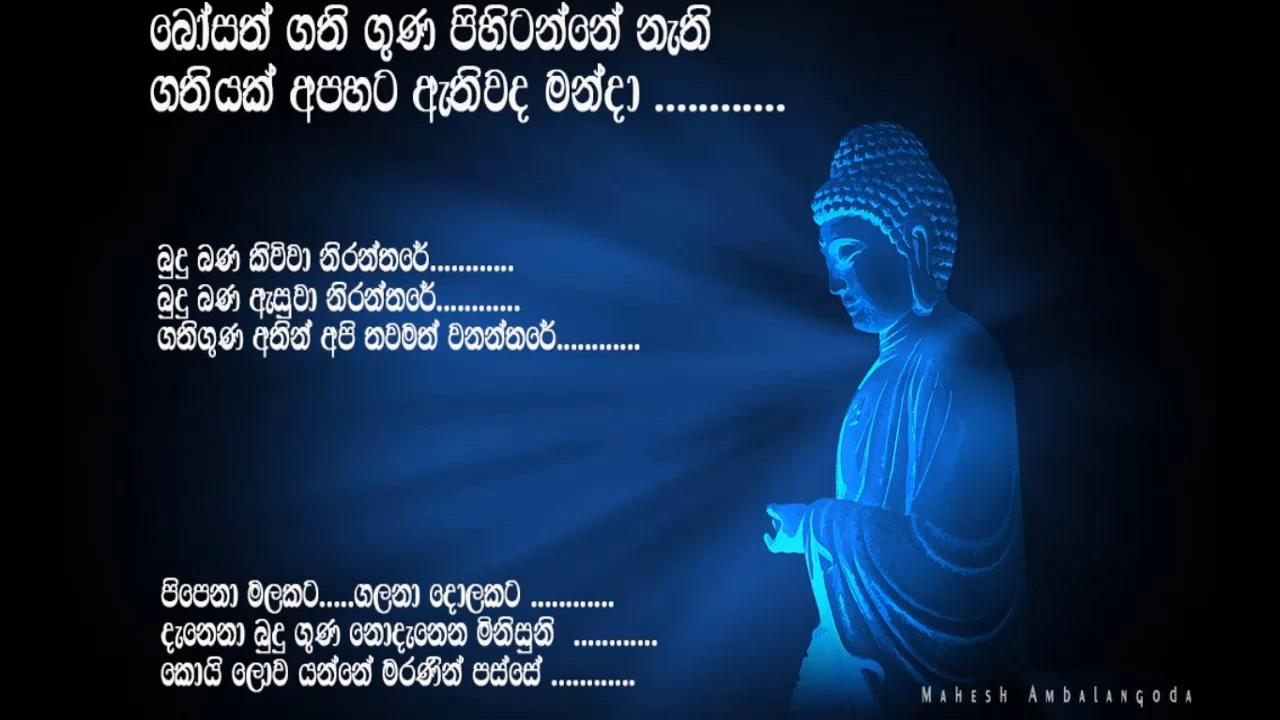 බෝසත් ගති ගුණ පිහිටන්නේ නැති
ගතියක් අපහට ඇතිවද මන්දා ............
බුදු බණ කිව්වා නිරන්තරේ............
බුදු බණ ඇසුවා නිරන්තරේ............
ගතිගුණ අතින් අපි තවමත් වනන්තරේ............
පිපෙනා මලකට.....ගලනා දොලකට ............
දැනෙනා බුදු ගුණ නොදැනෙන මිනිසුනි ............
කොයි ලොව යන්නේ මරණින් පස්සේ ............
Mahesh Ambalangoda